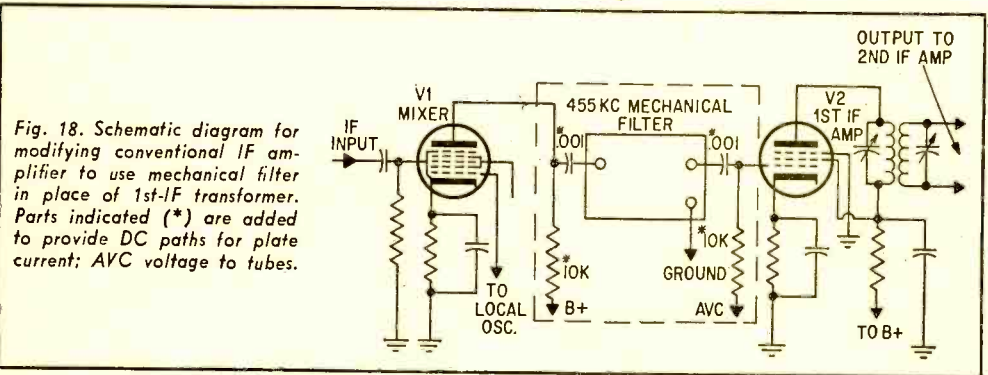 Fig. 18. Schematic diagram for
modifying conventional IF am-
plifier to use mechanical filter
in place of 1st-IF transformer.
Parts indicated (*) are added
to provide DC paths for plate
current; AVC voltage to tubes.
IF
INPUT
V1
MIXER
TO
LOCAL
OSC.
455 KC MECHANICAL
FILTER
*.001
*.001
*10K
B+
GROUND
*10K
AVC
V2
1ST IF
AMP
OUTPUT TO
2ND IF AMP
TO B+